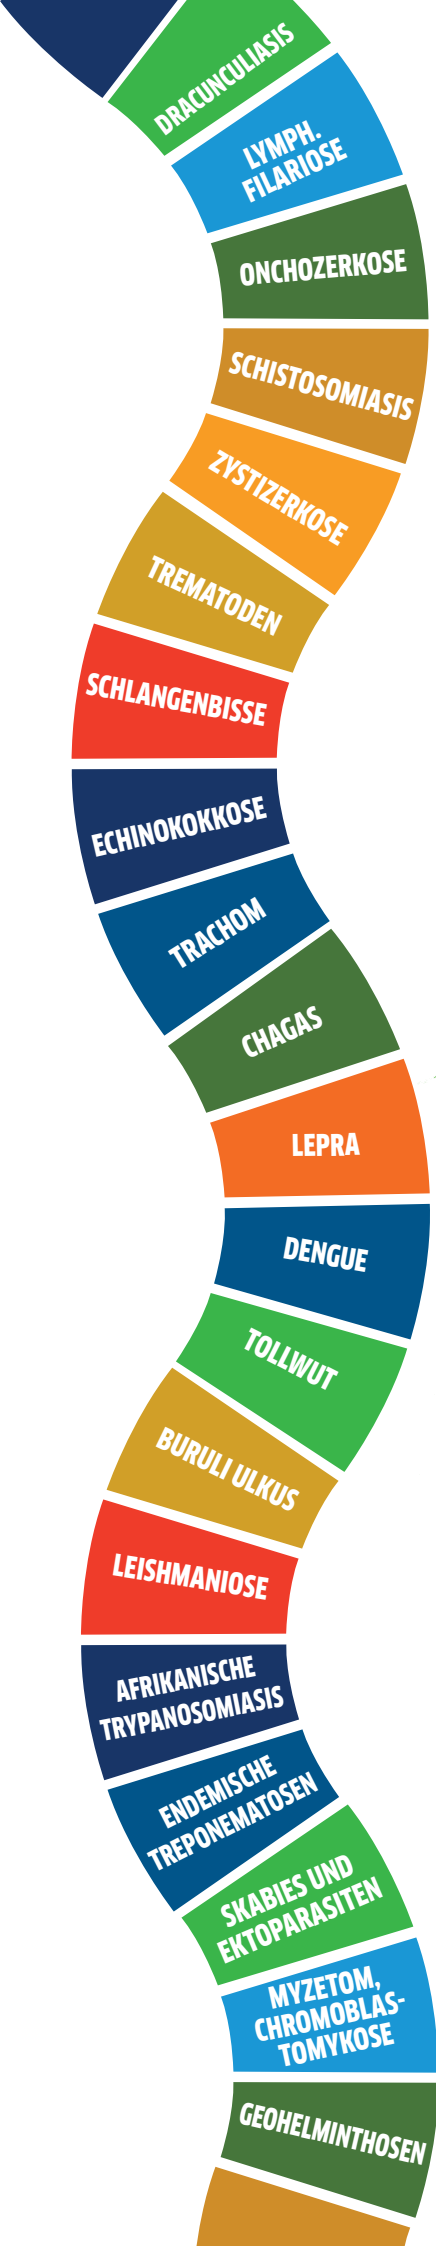 DRACUNCULIASIS
LYMPH.
FILARIOSE
ONCHOZERKOSE
SCHISTOSOMIASIS
ZYSTIZERKOSE
TREMATODEN
SCHLANGENBISSE
ECHINOKOKKOSE
TRACHOM
CHAGAS
LEPRA
DENGUE
TOLLWUT
BURULI ULKUS
LEISHMANIOSE
AFRIKANISCHE
TRYPANOSOMIASIS
ENDEMISCHE
TREPONEMATOSEN
SKABIES UND
EKTOPARASITEN
MYZETOM,
CHROMOBLAS-
TOMYKOSE
GEOHELMINTHOSEN